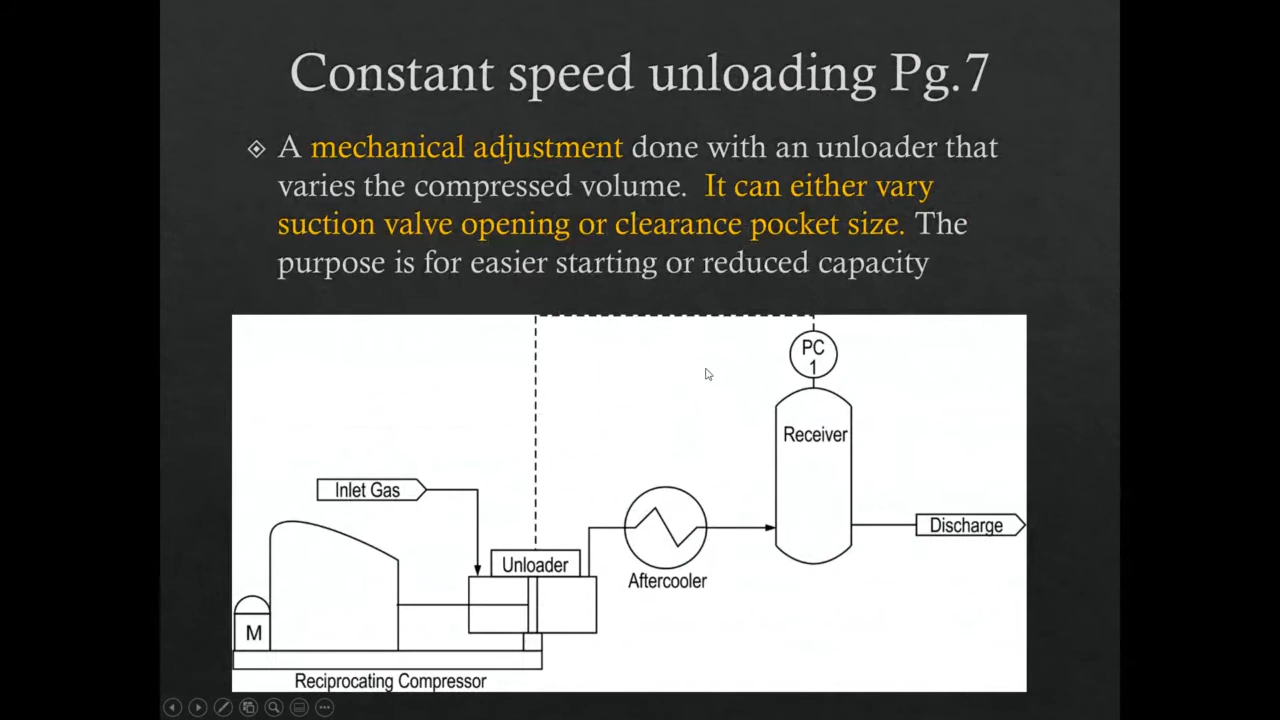 Constant speed unloading Pg.7
A mechanical adjustment done with an unloader that
varies the compressed volume. It can either vary
suction valve opening or clearance pocket size. The
purpose is for easier starting or reduced capacity
PC
1
Receiver
Inlet Gas
Discharge
Unloader
Aftercooler
M
Reciprocating Compressor